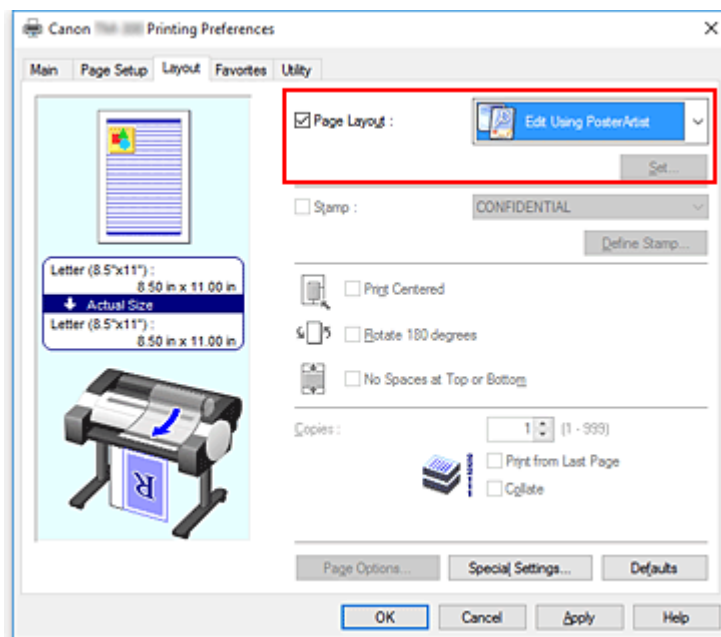 Canon Printing Preferences
Main Page Setup Layout Favorites Utility
Page Layout :
Edit Using PosterArtist
Set...
Stamp :
CONFIDENTIAL
Define Stamp...
Letter (8.5"x11") :
8.50 in x 11.00 in
Actual Size
Letter (8.5"x11") :
8.50 in x 11.00 in
Print Centered
Rotate 180 degrees
No Spaces at Top or Bottom
Copies :
1 (1 - 999)
Print from Last Page
Collate
R
Page Options... Special Settings... Defaults
OK Cancel Apply Help